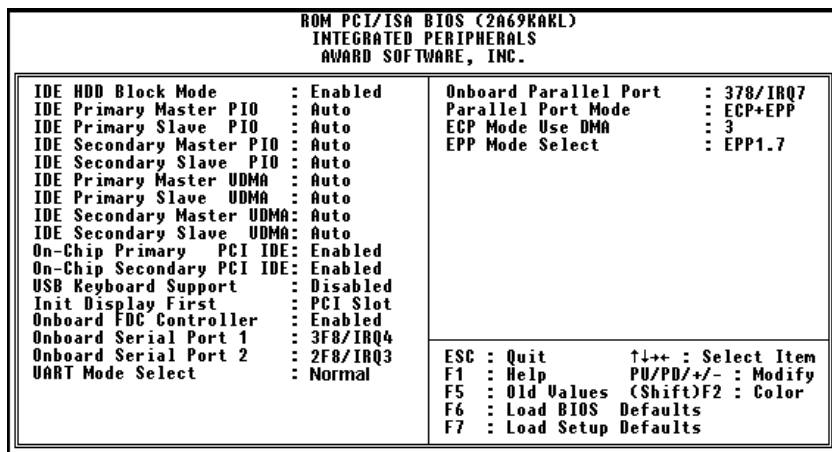 ROM PCI/ISA BIOS (2A69KAKL)
INTEGRATED PERIPHERALS
AWARD SOFTWARE, INC.
IDE HDD Block Mode : Enabled
IDE Primary Master PIO : Auto
IDE Primary Slave PIO : Auto
IDE Secondary Master PIO : Auto
IDE Secondary Slave PIO : Auto
IDE Primary Master UDMA : Auto
IDE Primary Slave UDMA : Auto
IDE Secondary Master UDMA: Auto
IDE Secondary Slave UDMA: Auto
On-Chip Primary PCI IDE: Enabled
On-Chip Secondary PCI IDE: Enabled
USB Keyboard Support : Disabled
Init Display First : PCI Slot
Onboard FDC Controller : Enabled
Onboard Serial Port 1 : 3F8/IRQ4
Onboard Serial Port 2 : 2F8/IRQ3
UART Mode Select : Normal
Onboard Parallel Port : 378/IRQ7
Parallel Port Mode : ECP+EPP
ECP Mode Use DMA : 3
EPP Mode Select : EPP1.7
ESC : Quit ↑↓→← : Select Item
F1 : Help PU/PD/+/- : Modify
F5 : Old Values (Shift)F2 : Color
F6 : Load BIOS Defaults
F7 : Load Setup Defaults